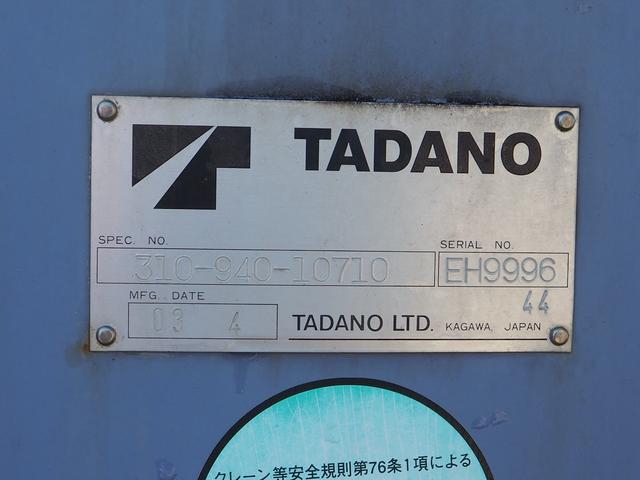 TADANO
SPEC. NO.
310-940-10710
SERIAL NO.
EH9996
44
MFG. DATE
03 4
TADANO LTD. KAGAWA, JAPAN
クレーン等安全規則第76条1項による